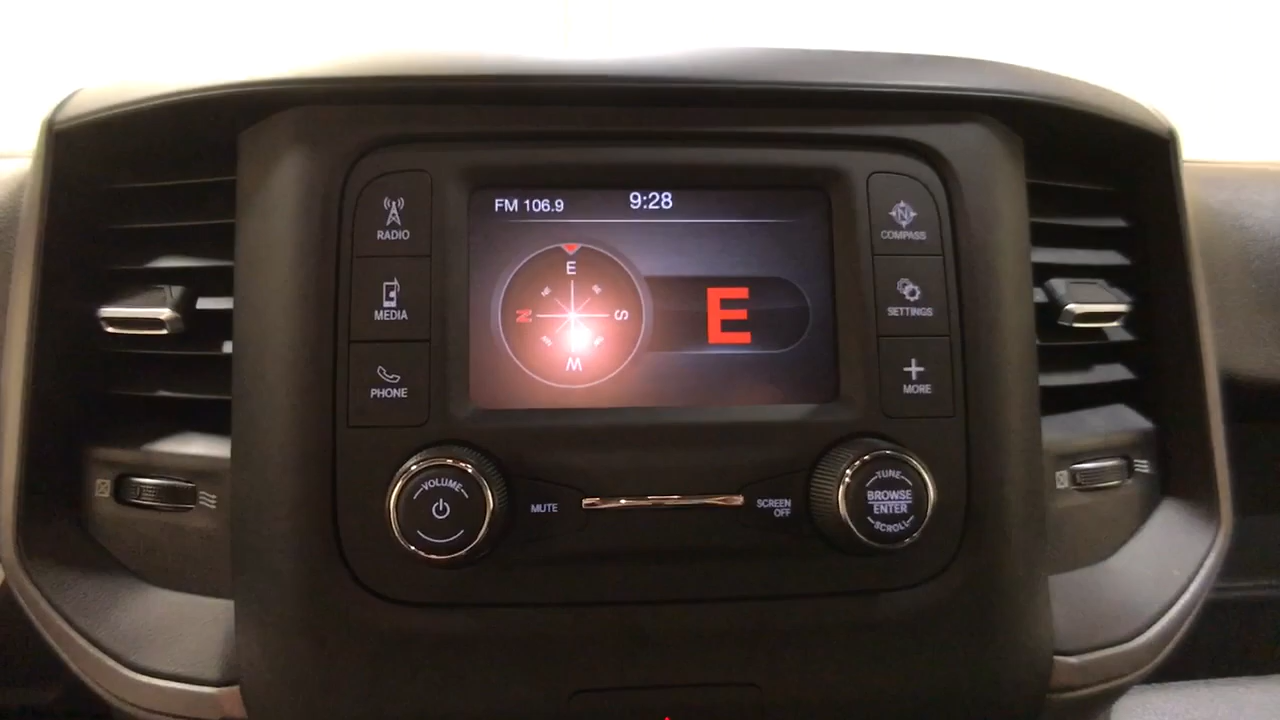 FM 106.9
9:28
RADIO
MEDIA
PHONE
E
N
S
W
E
N
COMPASS
SETTINGS
MORE
VOLUME
MUTE
SCREEN
OFF
TUNE
BROWSE
ENTER
SCROLL